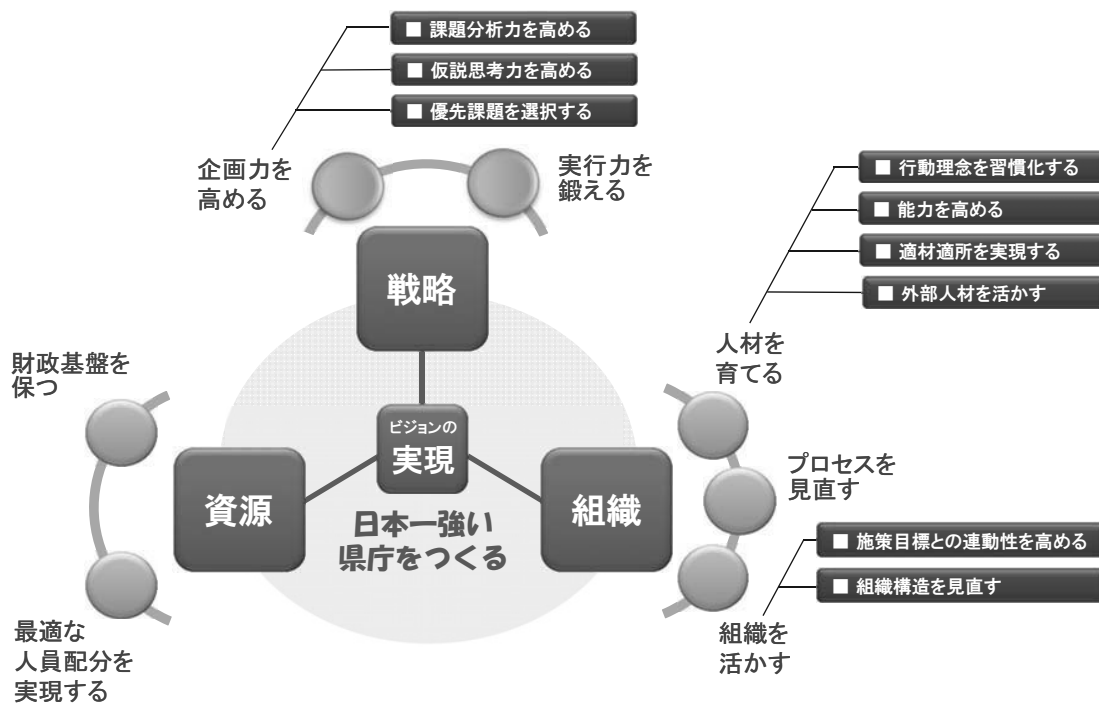 ■ 課題分析力を高める
■ 仮説思考力を高める
■ 優先課題を選択する
企画力を
高める
実行力を
鍛える
■ 行動理念を習慣化する
■ 能力を高める
■ 適材適所を実現する
■ 外部人材を活かす
戦略
人材を
育てる
財政基盤を
保つ
ビジョンの
実現
資源
組織
プロセスを
見直す
日本一強い
県庁をつくる
■ 施策目標との連動性を高める
■ 組織構造を見直す
組織を
活かす
最適な
人員配分を
実現する